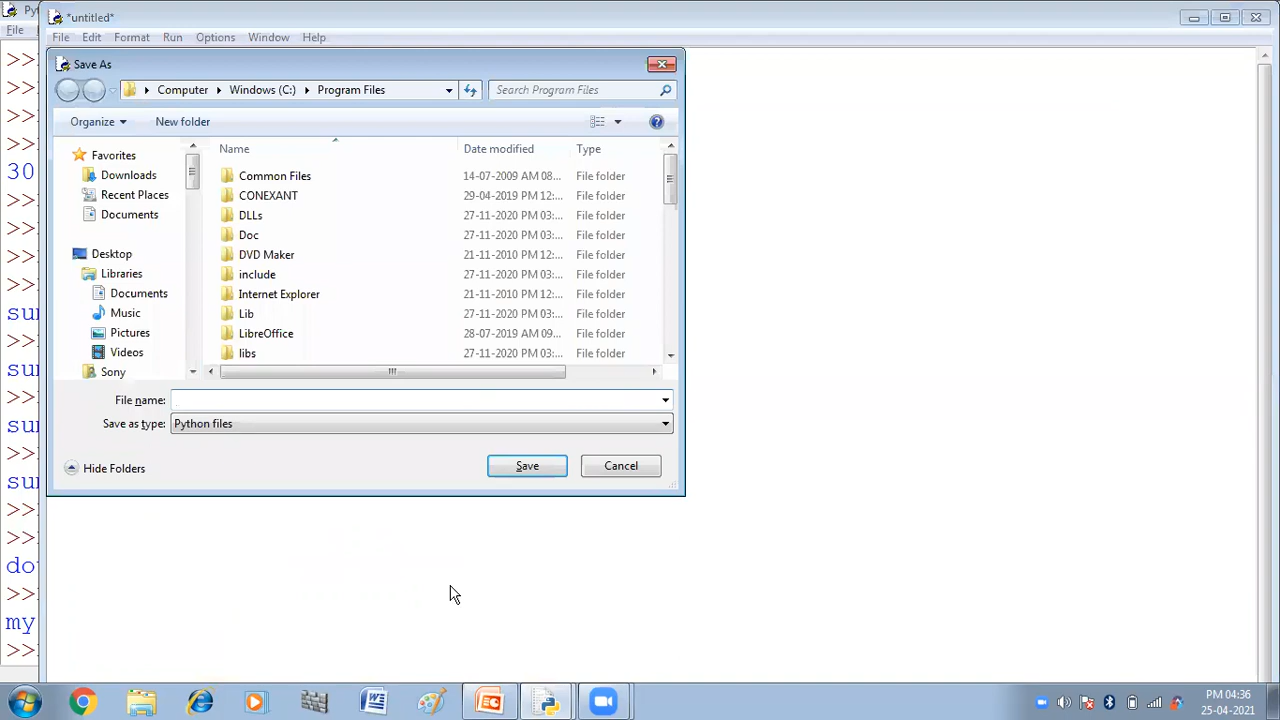 Py
*untitled*
File
File Edit Format Run Options Window Help
Save As
Computer Windows (C:) Program Files
Search Program Files
Organize New folder
Name Date modified Type
Favorites
Downloads
Recent Places
Documents
Desktop
Libraries
Documents
Music
Pictures
Videos
Sony
Common Files 14-07-2009 AM 08... File folder
CONEXANT 29-04-2019 PM 12:... File folder
DLLs 27-11-2020 PM 03:... File folder
Doc 27-11-2020 PM 03:... File folder
DVD Maker 21-11-2010 PM 12:... File folder
include 27-11-2020 PM 03:... File folder
Internet Explorer 21-11-2010 PM 12:... File folder
Lib 27-11-2020 PM 03:... File folder
LibreOffice 28-07-2019 AM 09... File folder
libs 27-11-2020 PM 03:... File folder
File name:
Save as type: Python files
Hide Folders
Save Cancel
>>
>>
>>
>>
30
>>
>>
>>
>>
sur
>>
>>
>>
>>
>>
>>
>>
my
>>
PM 04:36
25-04-2021